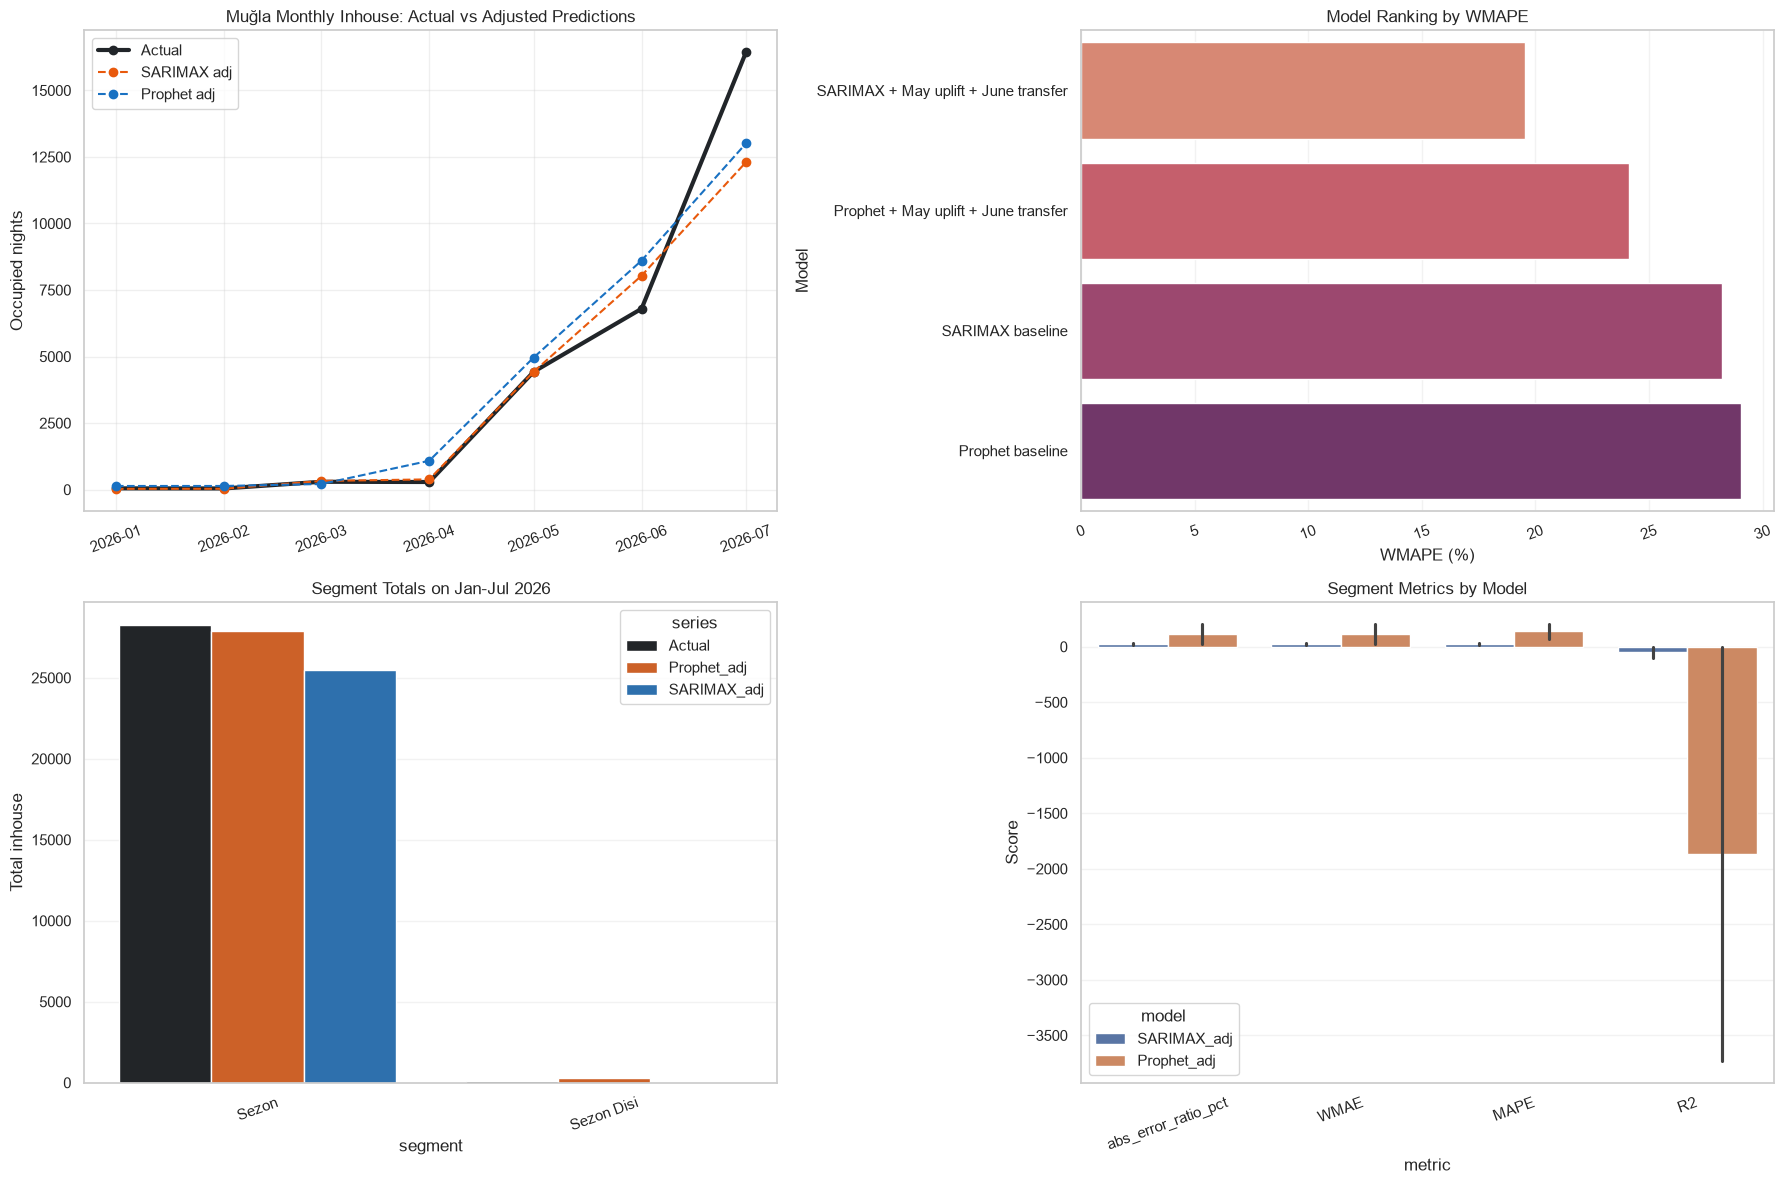 Muğla Monthly Inhouse: Actual vs Adjusted Predictions
Actual
SARIMAX adj
Prophet adj
Occupied nights
15000
12500
10000
7500
5000
2500
0
2026-01
2026-02
2026-03
2026-04
2026-05
2026-06
2026-07
Model Ranking by WMAPE
Model
SARIMAX + May uplift + June transfer
Prophet + May uplift + June transfer
SARIMAX baseline
Prophet baseline
0
5
10
15
20
25
30
WMAPE (%)
Segment Totals on Jan-Jul 2026
series
Actual
Prophet_adj
SARIMAX_adj
Total inhouse
25000
20000
15000
10000
5000
0
Sezon
Sezon Disi
segment
Segment Metrics by Model
Score
0
−500
−1000
−1500
−2000
−2500
−3000
−3500
model
SARIMAX_adj
Prophet_adj
abs_error_ratio_pct
WMAE
MAPE
R2
metric